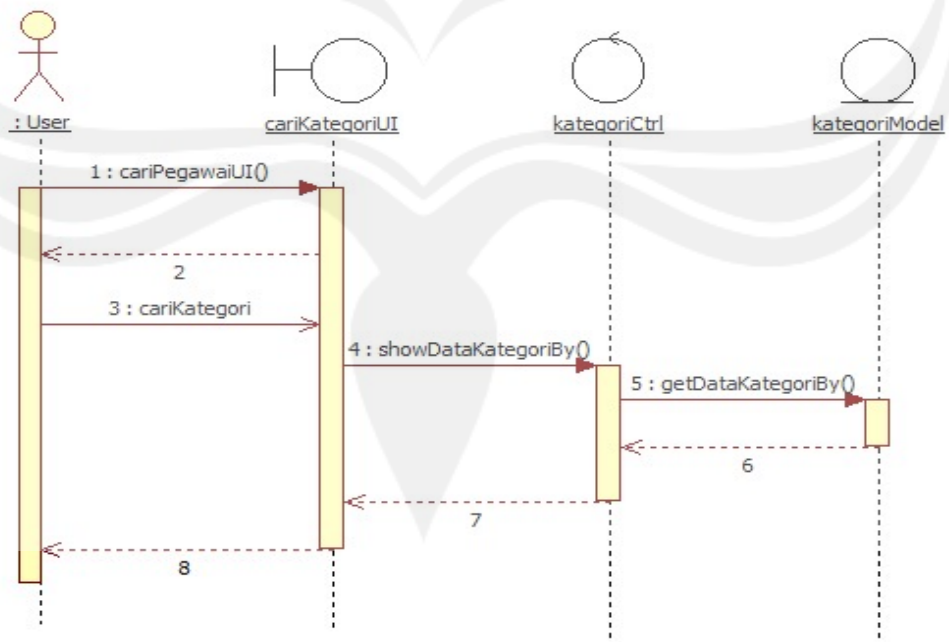 : User
cariKategoriUI
kategoriCtrl
kategoriModel
1 : cariPegawaiUI()
2
3 : cariKategori
4 : showDataKategoriBy()
5 : getDataKategoriBy()
6
7
8